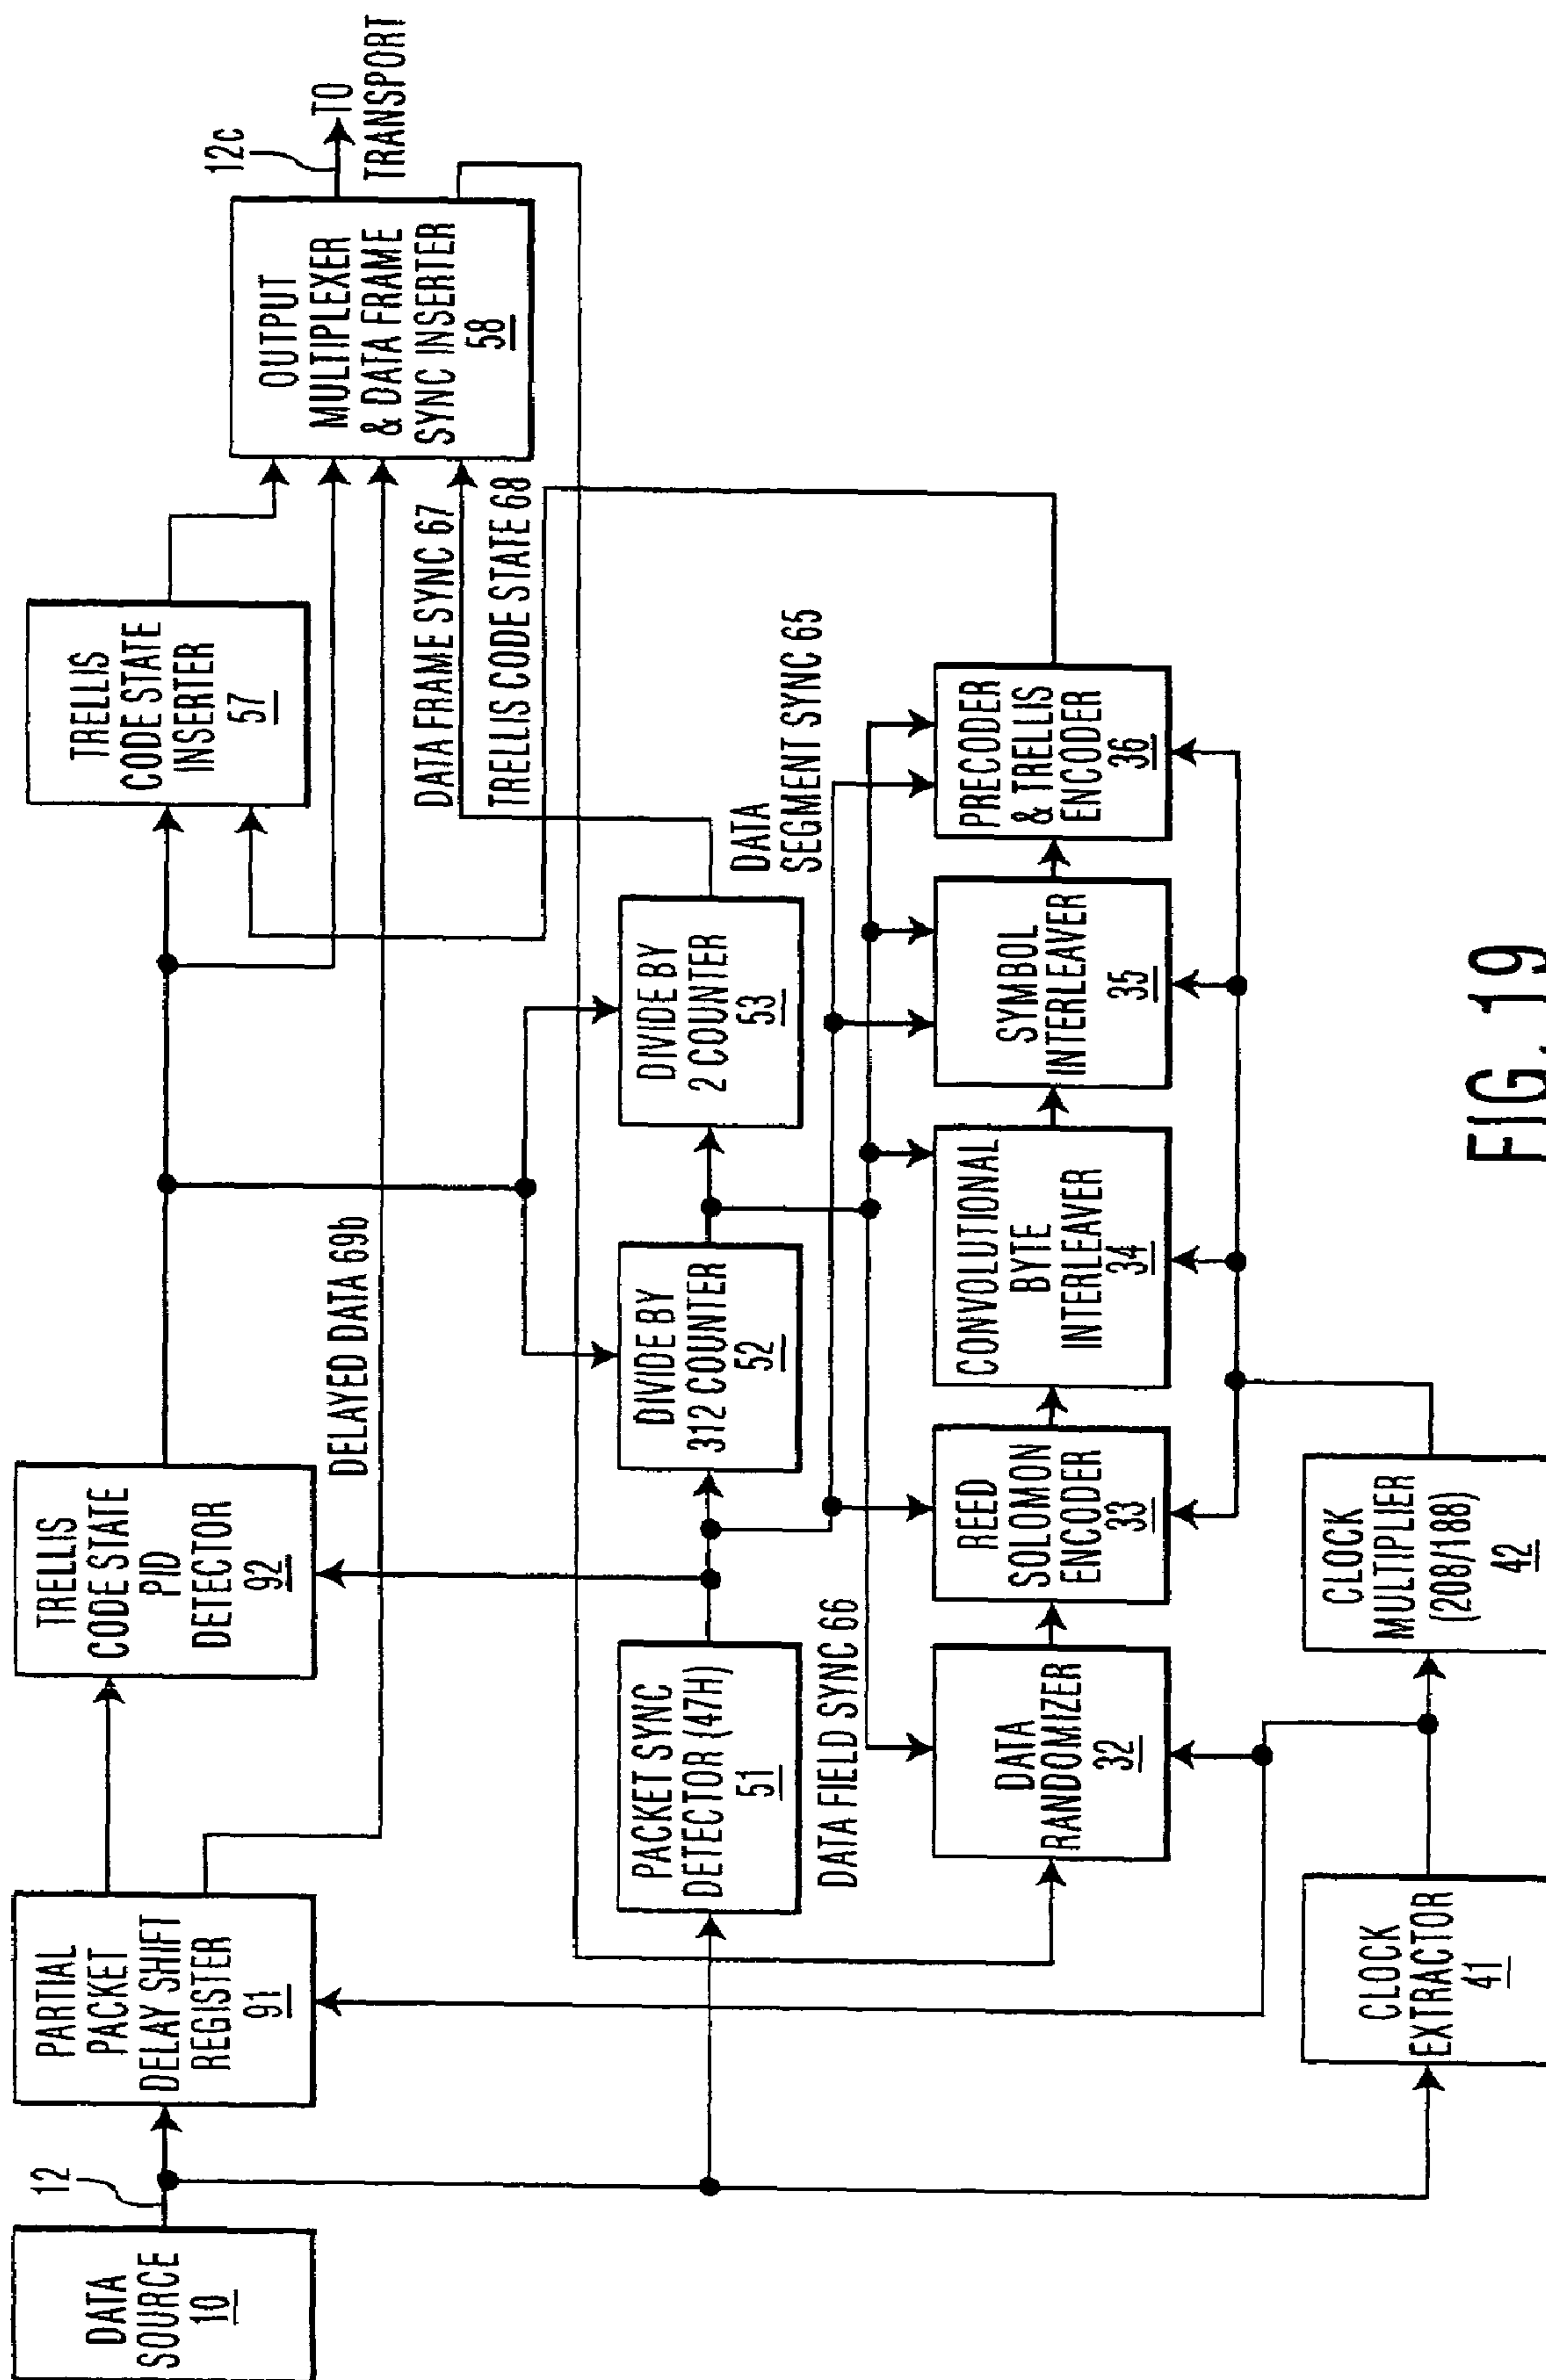 DATA
SOURCE
10
12
PARTIAL
PACKET
DELAY SHIFT
REGISTER
91
TRELLIS
CODE STATE
PID
DETECTOR
92
TRELLIS
CODE STATE
INSERTER
57
OUTPUT
MULTIPLEXER
& DATA FRAME
SYNC INSERTER
58
12c
TO
TRANSPORT
DELAYED DATA 69b
DATA FRAME SYNC 67
TRELLIS CODE STATE 68
PACKET SYNC
DETECTOR (47H)
51
DIVIDE BY
312 COUNTER
52
DIVIDE BY
2 COUNTER
53
DATA
SEGMENT SYNC 65
DATA FIELD SYNC 66
DATA
RANDOMIZER
32
REED
SOLOMON
ENCODER
33
CONVOLUTIONAL
BYTE
INTERLEAVER
34
SYMBOL
INTERLEAVER
35
PRECODER
& TRELLIS
ENCODER
36
CLOCK
EXTRACTOR
41
CLOCK
MULTIPLIER
(208/188)
42
FIG. 19